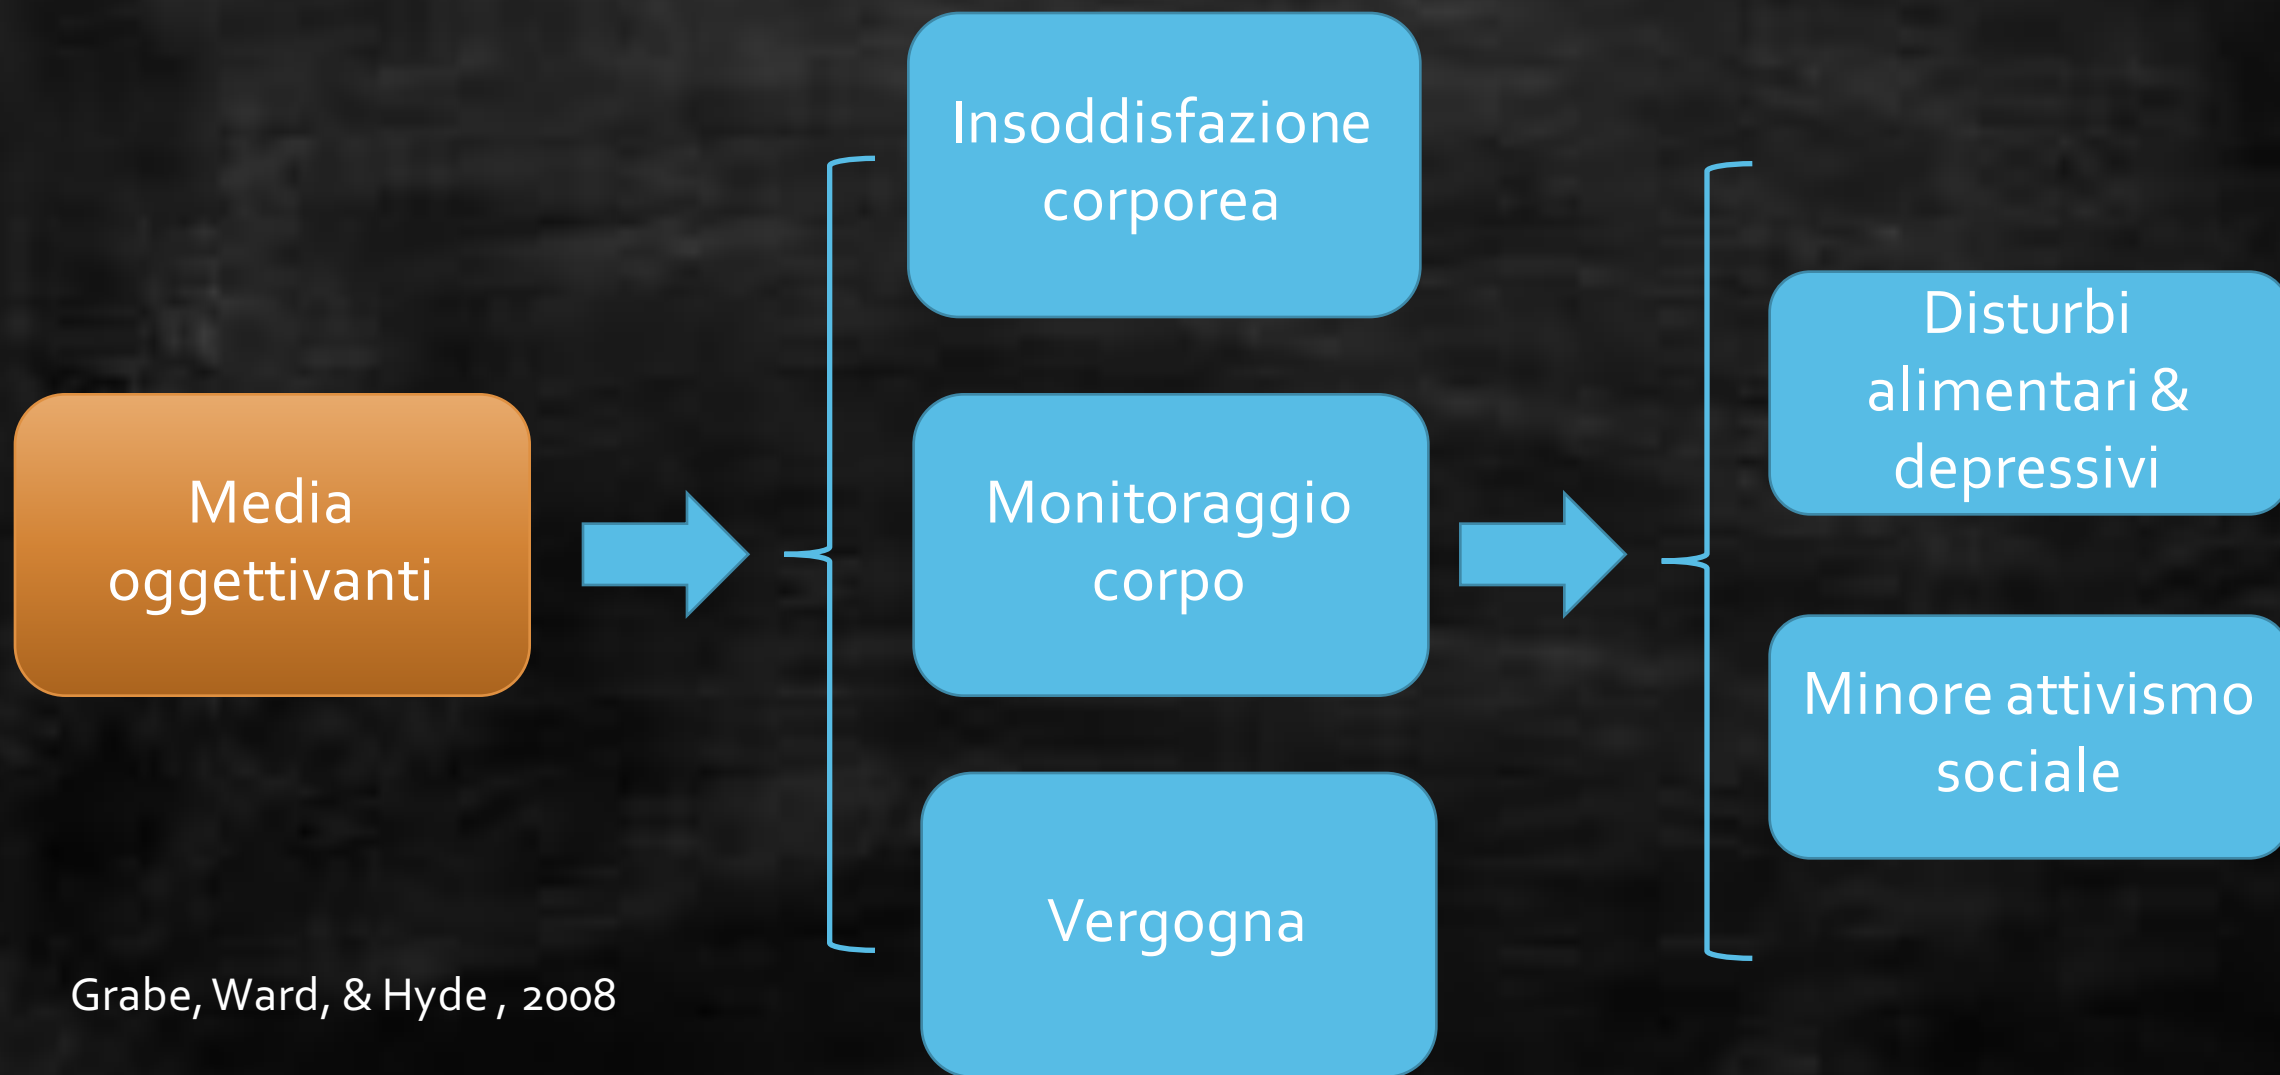 Insoddisfazione
corporea
Media
oggettivanti
Monitoraggio
corpo
Vergogna
Disturbi
alimentari &
depressivi
Minore attivismo
sociale
Grabe, Ward, & Hyde , 2008